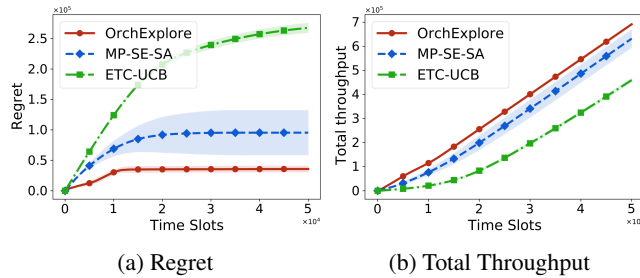 ×10⁵
OrchExplore
MP-SE-SA
ETC-UCB
Regret
2.5
2.0
1.5
1.0
0.5
0.0
0 1 2 3 4 5
Time Slots
×10⁴
(a) Regret
×10⁵
OrchExplore
MP-SE-SA
ETC-UCB
Total throughput
7
6
5
4
3
2
1
0
0 1 2 3 4 5
Time Slots
×10⁴
(b) Total Throughput